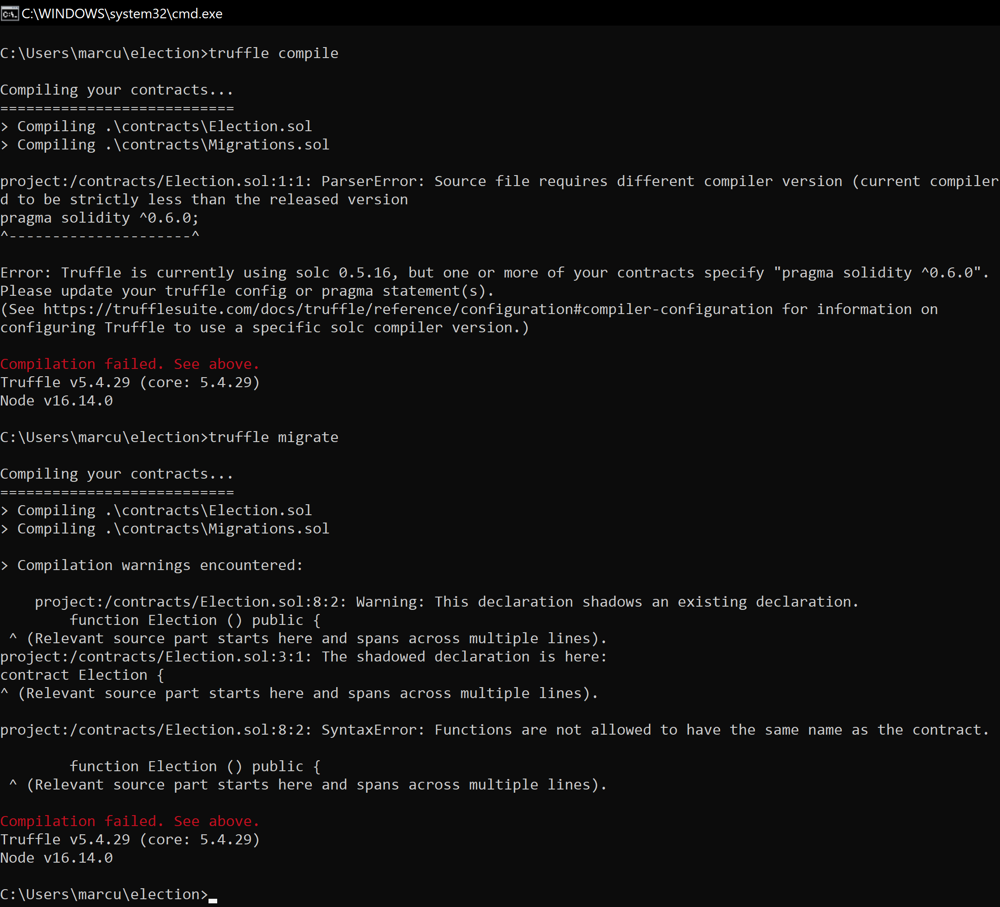 C:\WINDOWS\system32\cmd.exe
C:\Users\marcu\election>truffle compile
Compiling your contracts...
===========================
> Compiling .\contracts\Election.sol
> Compiling .\contracts\Migrations.sol
project:/contracts/Election.sol:1:1: ParserError: Source file requires different compiler version (current compiler
d to be strictly less than the released version
pragma solidity ^0.6.0;
^---------------------^
Error: Truffle is currently using solc 0.5.16, but one or more of your contracts specify "pragma solidity ^0.6.0".
Please update your truffle config or pragma statement(s).
(See https://trufflesuite.com/docs/truffle/reference/configuration#compiler-configuration for information on
configuring Truffle to use a specific solc compiler version.)
Compilation failed. See above.
Truffle v5.4.29 (core: 5.4.29)
Node v16.14.0
C:\Users\marcu\election>truffle migrate
Compiling your contracts...
===========================
> Compiling .\contracts\Election.sol
> Compiling .\contracts\Migrations.sol
> Compilation warnings encountered:
    project:/contracts/Election.sol:8:2: Warning: This declaration shadows an existing declaration.
        function Election () public {
 ^ (Relevant source part starts here and spans across multiple lines).
project:/contracts/Election.sol:3:1: The shadowed declaration is here:
contract Election {
^ (Relevant source part starts here and spans across multiple lines).
project:/contracts/Election.sol:8:2: SyntaxError: Functions are not allowed to have the same name as the contract.
        function Election () public {
 ^ (Relevant source part starts here and spans across multiple lines).
Compilation failed. See above.
Truffle v5.4.29 (core: 5.4.29)
Node v16.14.0
C:\Users\marcu\election>